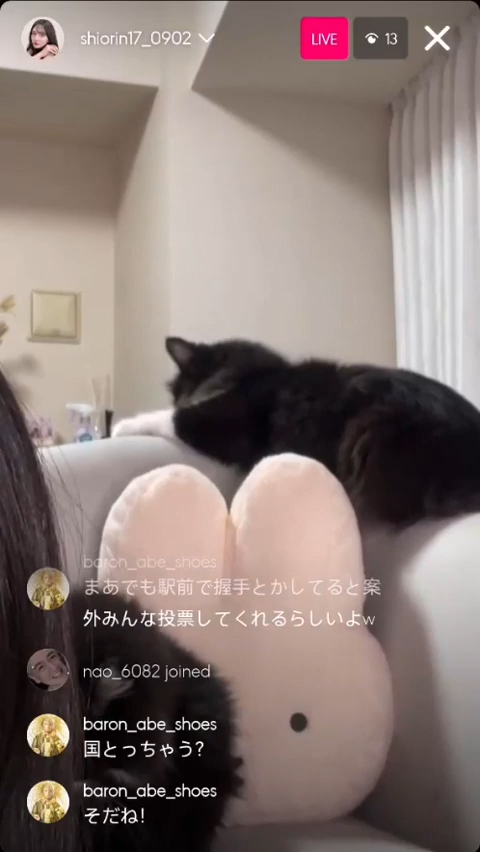 shiorin17_0902
LIVE
13
baron_abe_shoes
まあでも駅前で握手とかしてると案
外みんな投票してくれるらしいよw
nao_6082 joined
baron_abe_shoes
国とっちゃう?
baron_abe_shoes
そだね!